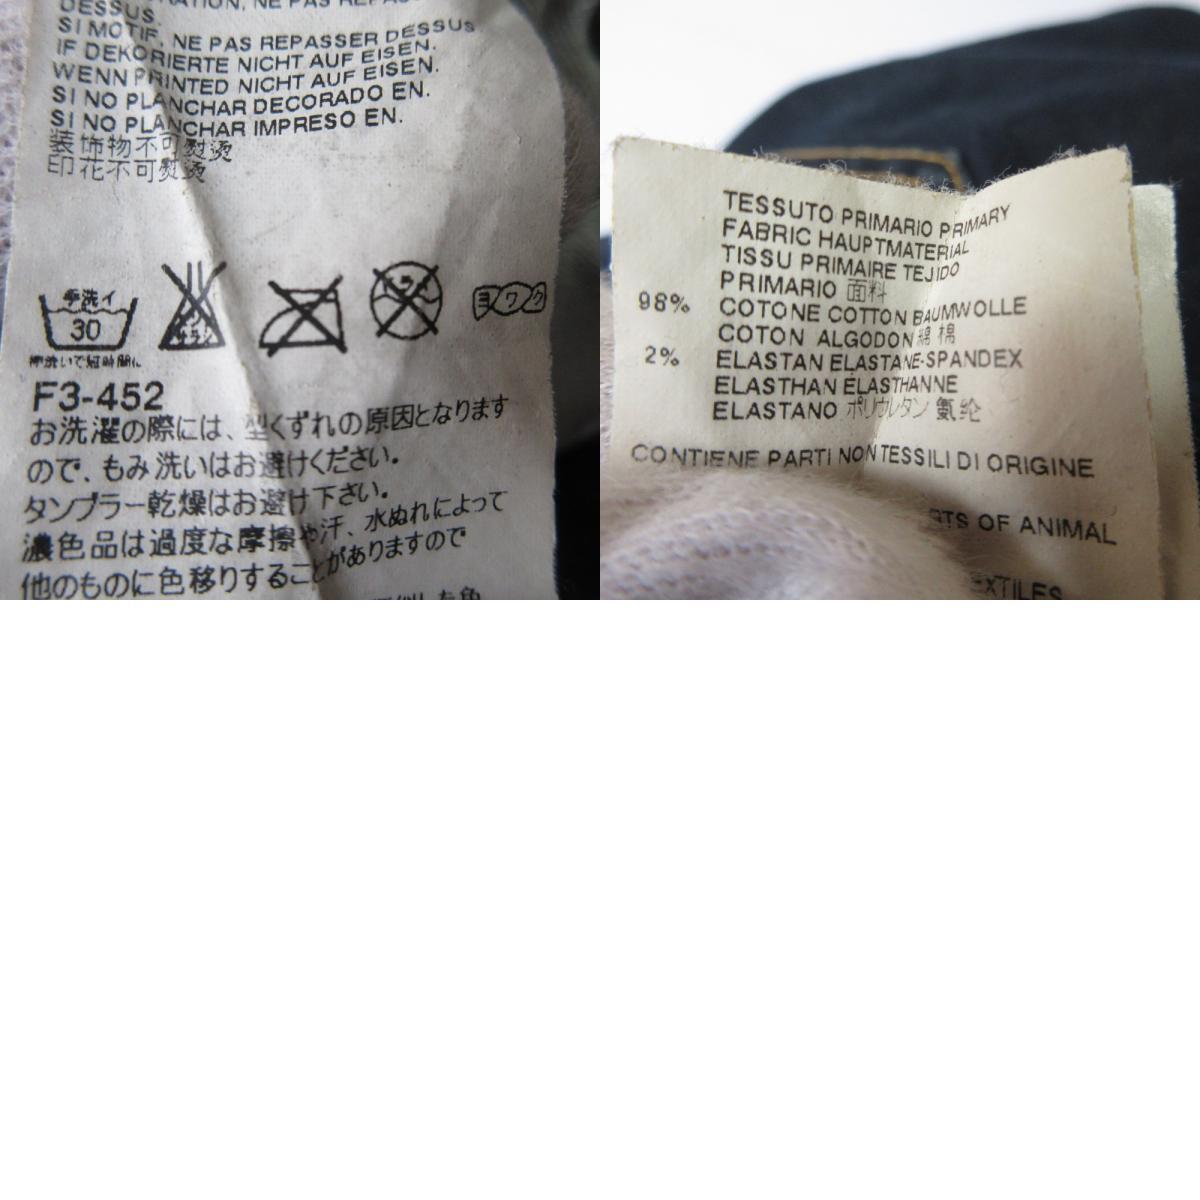 NE PAS REPASSER
DESSUS.
SI MOTIF, NE PAS REPASSER DESSUS
IF DEKORIERTE NICHT AUF EISEN.
WENN PRINTED NICHT AUF EISEN.
SI NO PLANCHAR DECORADO EN.
SI NO PLANCHAR IMPRESO EN.
装饰物不可熨烫
印花不可熨烫
手洗イ
30
ヨワク
F3-452
お洗濯の際には、型くずれの原因となります
ので、もみ洗いはお避けください。
タンブラー乾燥はお避け下さい。
濃色品は過度な摩擦や汗、水ぬれによって
他のものに色移りすることがありますので
TESSUTO PRIMARIO PRIMARY
FABRIC HAUPTMATERIAL
TISSU PRIMAIRE TEJIDO
PRIMARIO 面料
98% COTONE COTTON BAUMWOLLE
COTON ALGODON 綿 棉
2% ELASTAN ELASTANE-SPANDEX
ELASTHAN ELASTHANNE
ELASTANO ポリウレタン 氨纶
CONTIENE PARTI NON TESSILI DI ORIGINE
OF ANIMAL